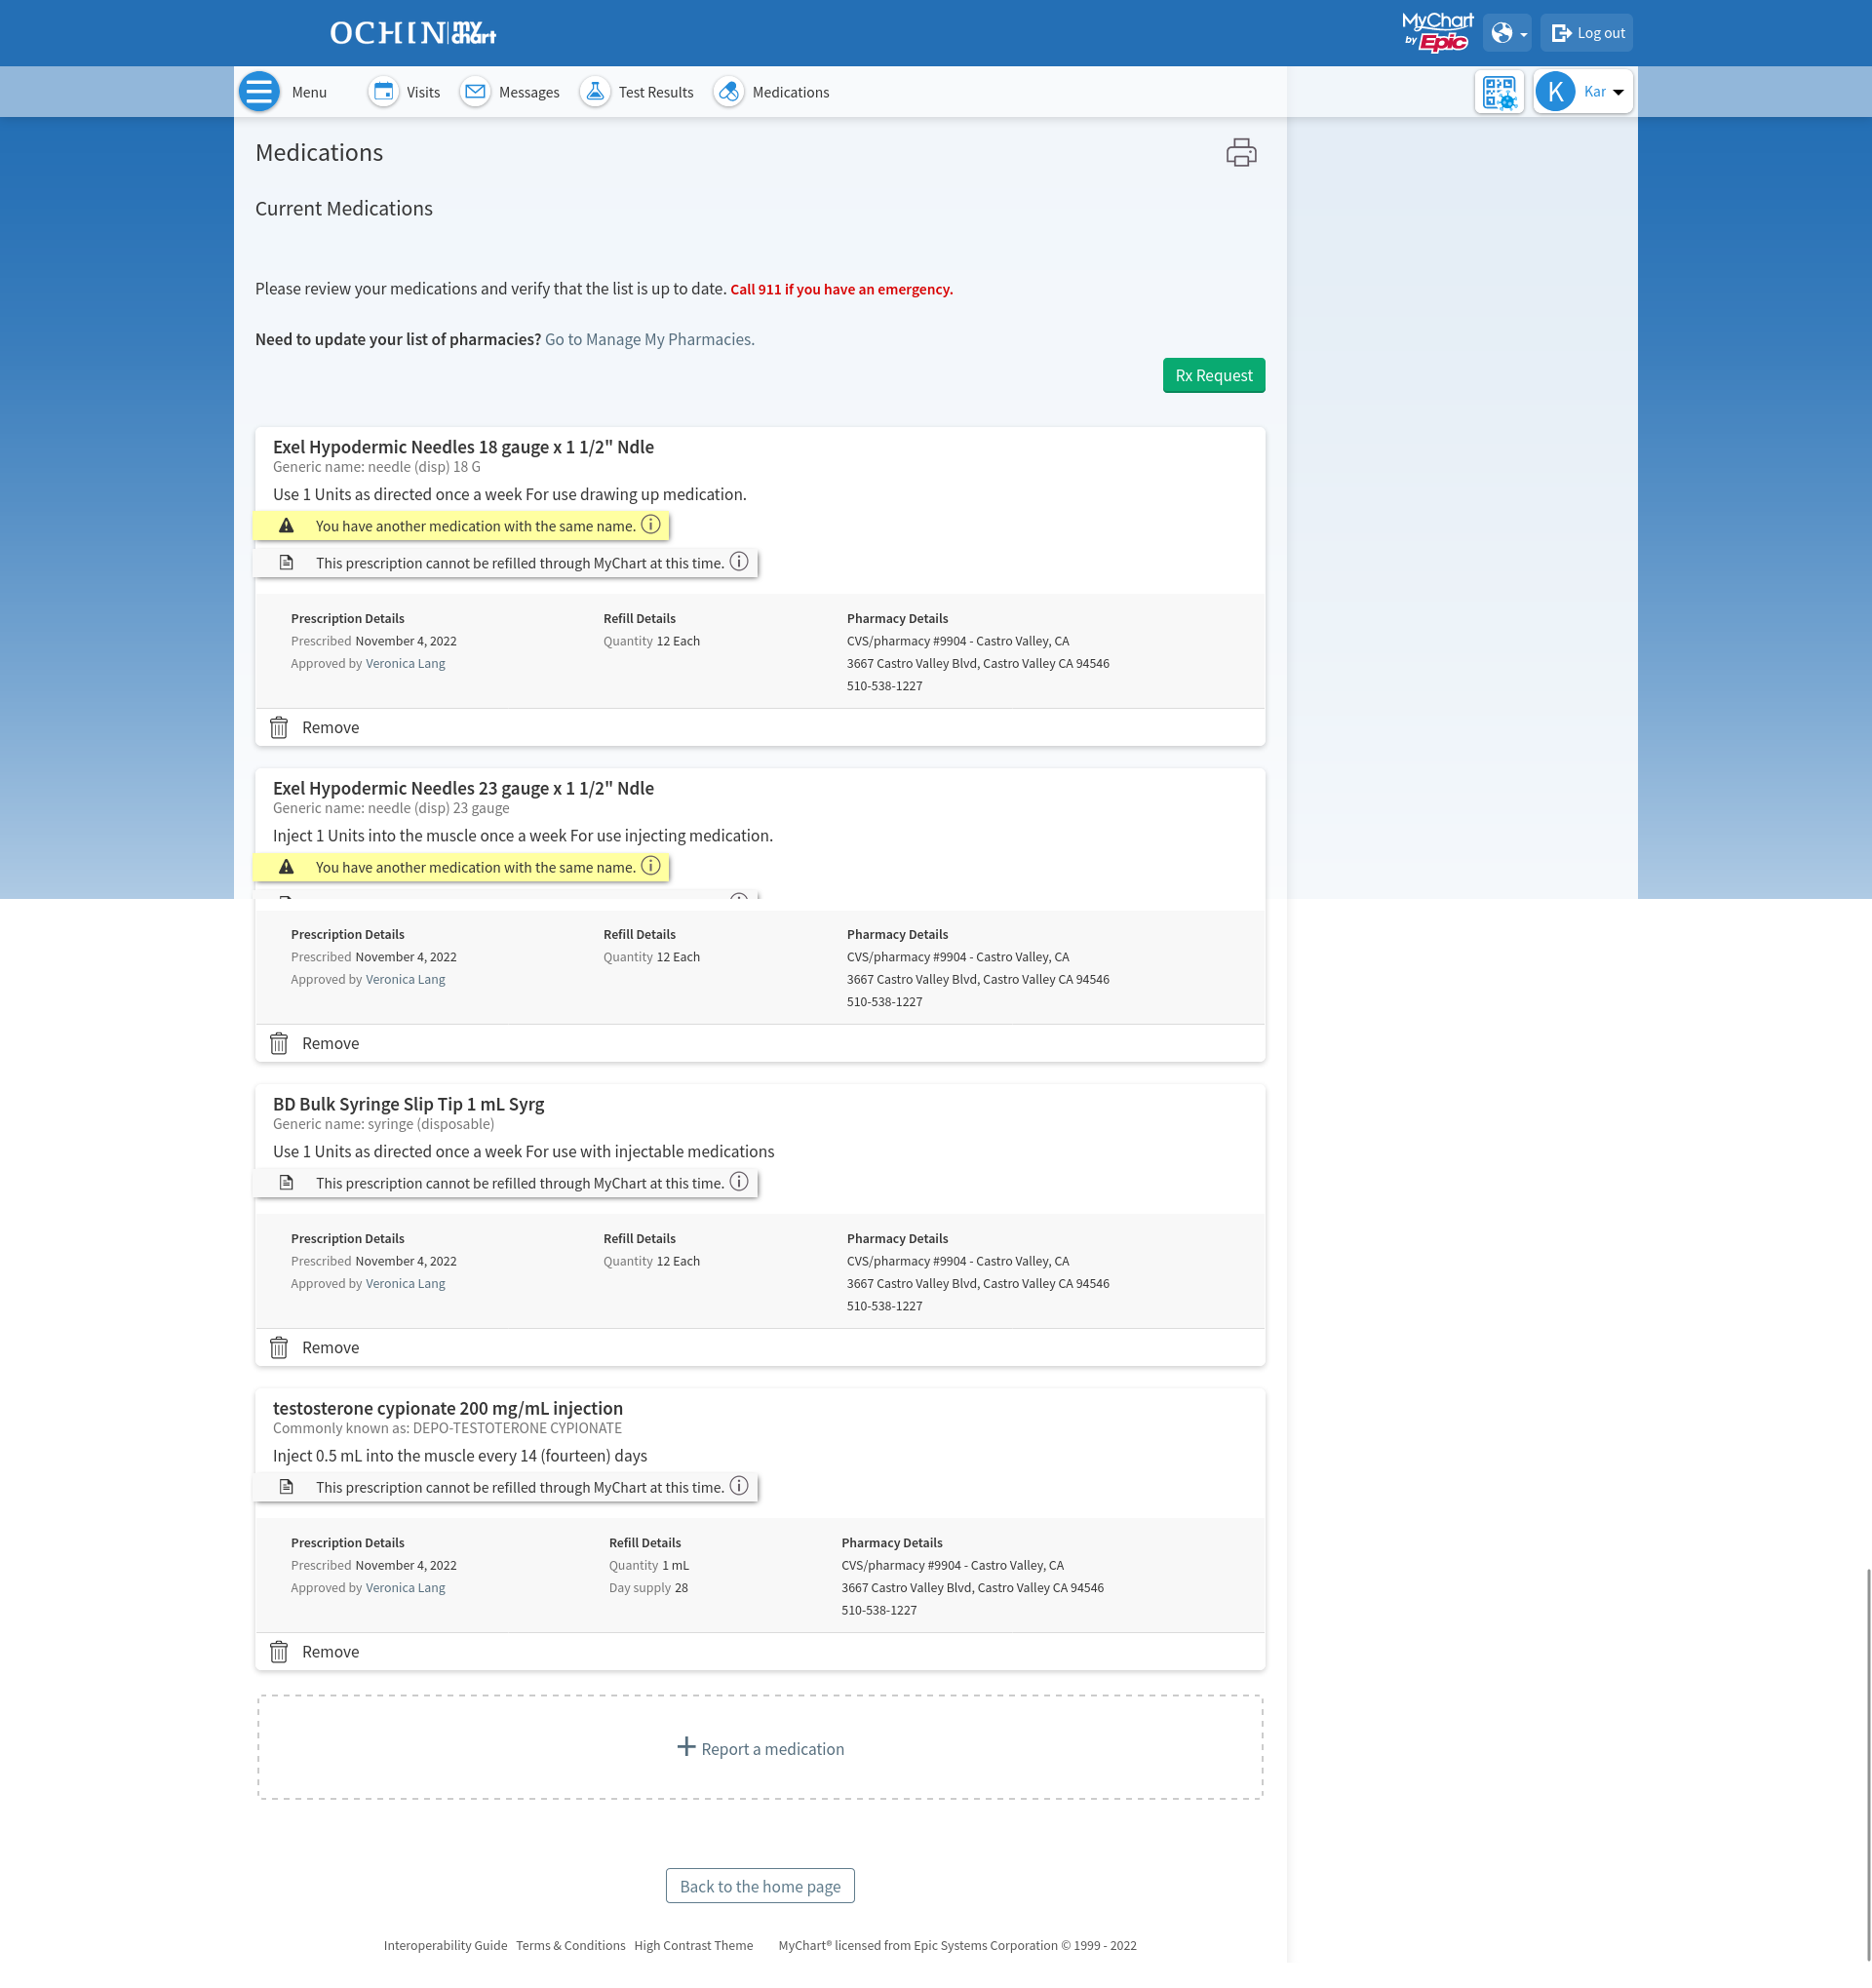 OCHIN my chart
MyChart by Epic
Log out
Menu
Visits
Messages
Test Results
Medications
K
Kar
Medications
Current Medications
Please review your medications and verify that the list is up to date. Call 911 if you have an emergency.
Need to update your list of pharmacies? Go to Manage My Pharmacies.
Rx Request
Exel Hypodermic Needles 18 gauge x 1 1/2" Ndle
Generic name: needle (disp) 18 G
Use 1 Units as directed once a week For use drawing up medication.
You have another medication with the same name.
This prescription cannot be refilled through MyChart at this time.
Prescription Details
Prescribed November 4, 2022
Approved by Veronica Lang
Refill Details
Quantity 12 Each
Pharmacy Details
CVS/pharmacy #9904 - Castro Valley, CA
3667 Castro Valley Blvd, Castro Valley CA 94546
510-538-1227
Remove
Exel Hypodermic Needles 23 gauge x 1 1/2" Ndle
Generic name: needle (disp) 23 gauge
Inject 1 Units into the muscle once a week For use injecting medication.
You have another medication with the same name.
Prescription Details
Prescribed November 4, 2022
Approved by Veronica Lang
Refill Details
Quantity 12 Each
Pharmacy Details
CVS/pharmacy #9904 - Castro Valley, CA
3667 Castro Valley Blvd, Castro Valley CA 94546
510-538-1227
Remove
BD Bulk Syringe Slip Tip 1 mL Syrg
Generic name: syringe (disposable)
Use 1 Units as directed once a week For use with injectable medications
This prescription cannot be refilled through MyChart at this time.
Prescription Details
Prescribed November 4, 2022
Approved by Veronica Lang
Refill Details
Quantity 12 Each
Pharmacy Details
CVS/pharmacy #9904 - Castro Valley, CA
3667 Castro Valley Blvd, Castro Valley CA 94546
510-538-1227
Remove
testosterone cypionate 200 mg/mL injection
Commonly known as: DEPO-TESTOTERONE CYPIONATE
Inject 0.5 mL into the muscle every 14 (fourteen) days
This prescription cannot be refilled through MyChart at this time.
Prescription Details
Prescribed November 4, 2022
Approved by Veronica Lang
Refill Details
Quantity 1 mL
Day supply 28
Pharmacy Details
CVS/pharmacy #9904 - Castro Valley, CA
3667 Castro Valley Blvd, Castro Valley CA 94546
510-538-1227
Remove
Report a medication
Back to the home page
Interoperability Guide Terms & Conditions High Contrast Theme MyChart® licensed from Epic Systems Corporation © 1999 - 2022